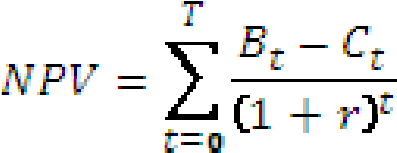 NPV = \sum_{t=0}^{T} \frac{B_t - C_t}{(1 + r)^t}